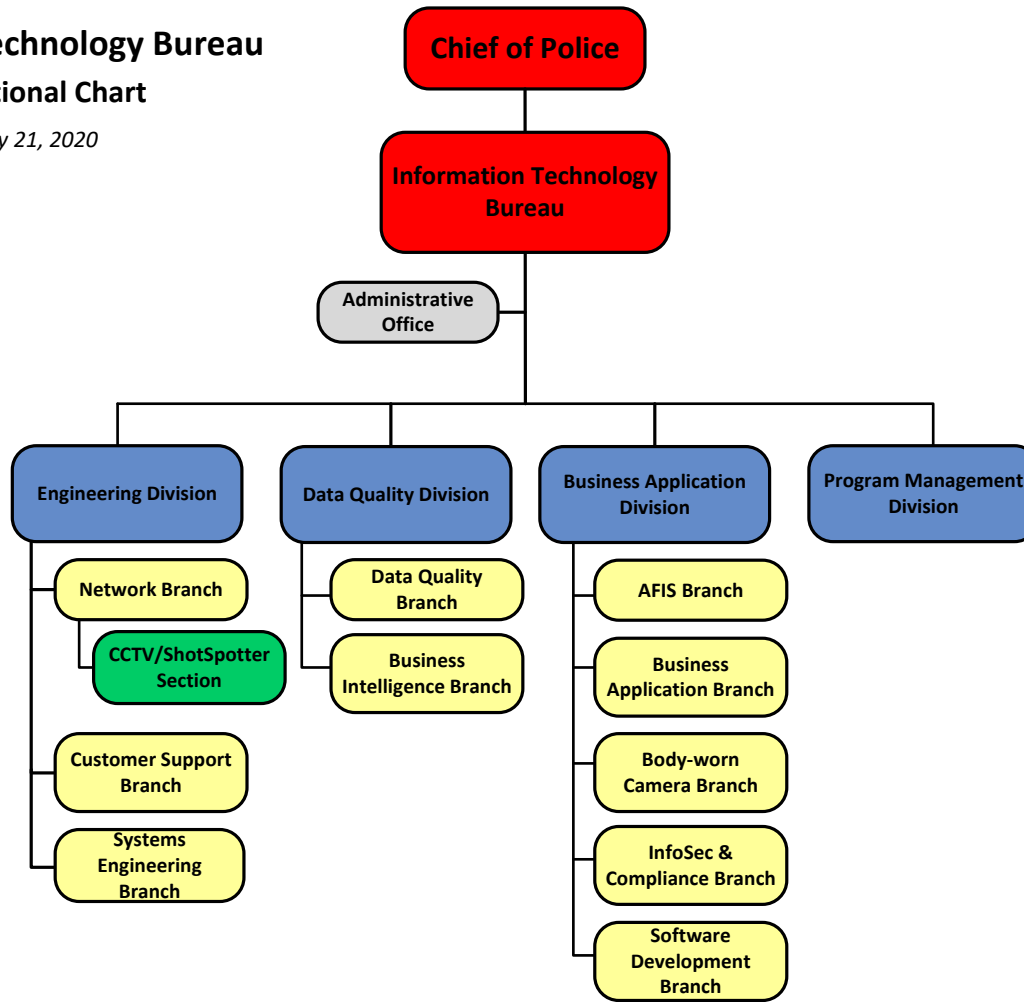 echnology Bureau
tional Chart
y 21, 2020
Chief of Police
Information Technology
Bureau
Administrative
Office
Engineering Division
Data Quality Division
Business Application
Division
Program Management
Division
Network Branch
CCTV/ShotSpotter
Section
Customer Support
Branch
Systems
Engineering
Branch
Data Quality
Branch
Business
Intelligence Branch
AFIS Branch
Business
Application Branch
Body-worn
Camera Branch
InfoSec &
Compliance Branch
Software
Development
Branch